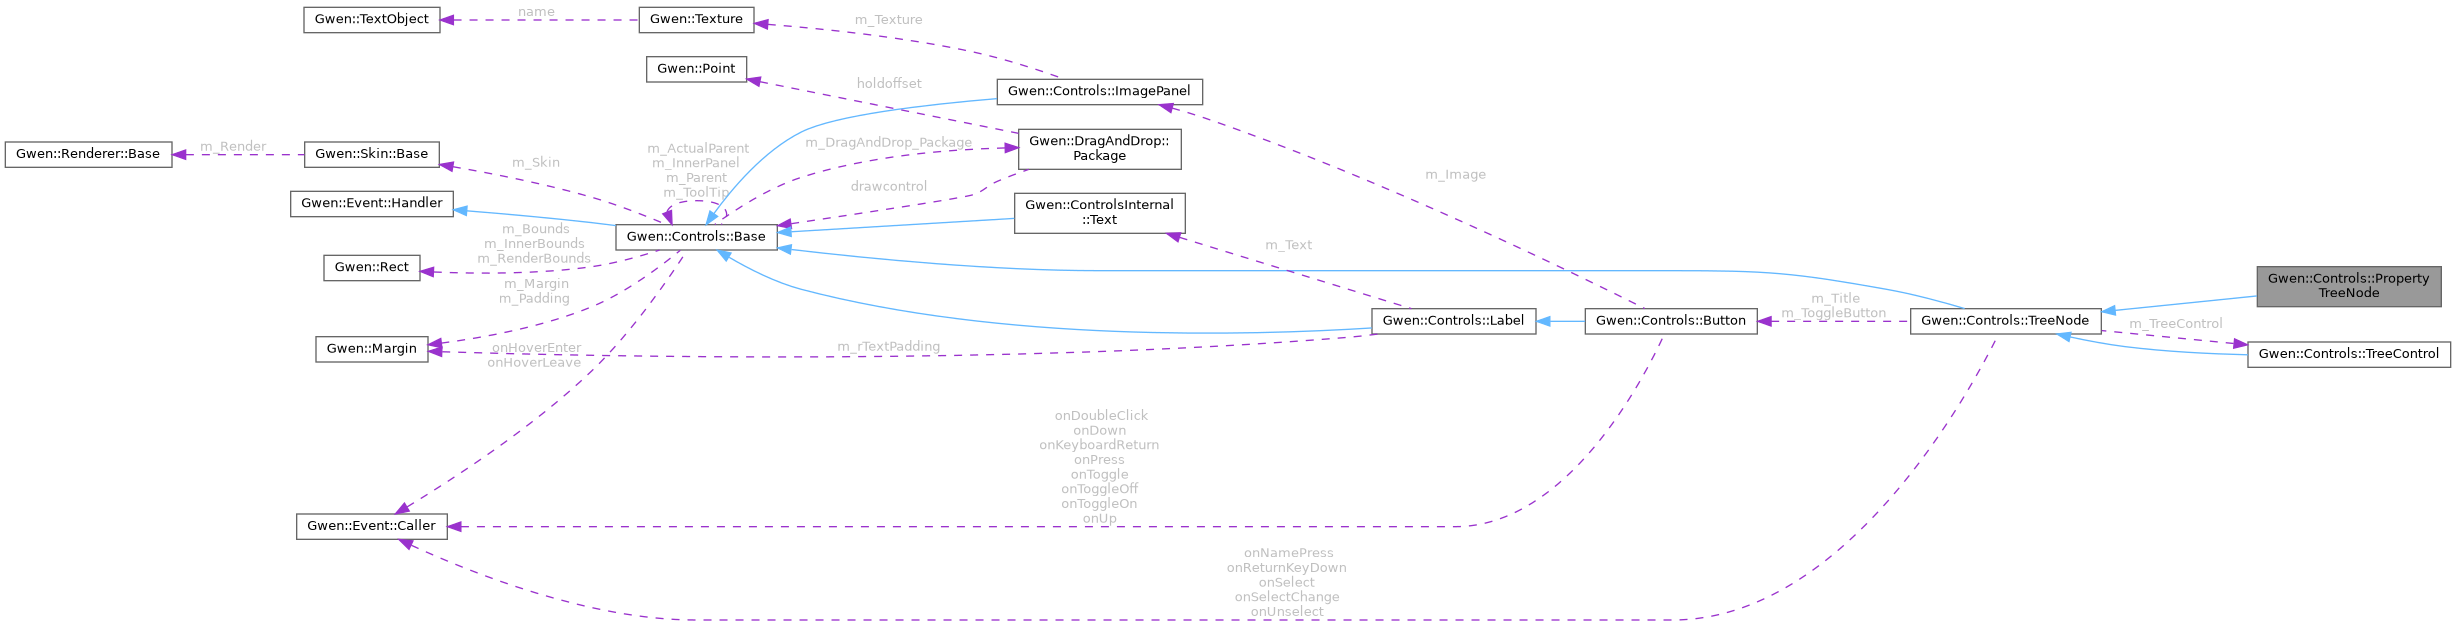 Gwen::TextObject
name
Gwen::Texture
m_Texture
Gwen::Point
holdoffset
Gwen::Controls::ImagePanel
Gwen::Renderer::Base
m_Render
Gwen::Skin::Base
m_Skin
m_ActualParent
m_InnerPanel
m_Parent
m_ToolTip
m_DragAndDrop_Package
Gwen::DragAndDrop::
Package
drawcontrol
m_Image
Gwen::Event::Handler
Gwen::ControlsInternal
::Text
m_Bounds
m_InnerBounds
m_RenderBounds
Gwen::Controls::Base
m_Text
Gwen::Rect
m_Margin
m_Padding
Gwen::Controls::Property
TreeNode
Gwen::Controls::Label
Gwen::Controls::Button
m_Title
m_ToggleButton
Gwen::Controls::TreeNode
m_TreeControl
Gwen::Controls::TreeControl
Gwen::Margin
m_rTextPadding
onHoverEnter
onHoverLeave
onDoubleClick
onDown
onKeyboardReturn
onPress
onToggle
onToggleOff
onToggleOn
onUp
Gwen::Event::Caller
onNamePress
onReturnKeyDown
onSelect
onSelectChange
onUnselect